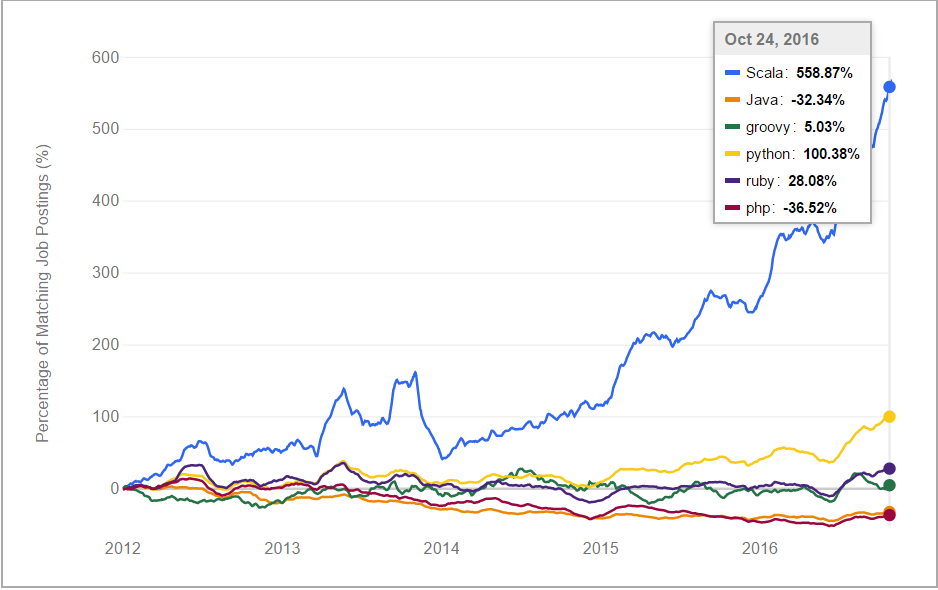 Oct 24, 2016
Scala: 558.87%
Java: -32.34%
groovy: 5.03%
python: 100.38%
ruby: 28.08%
php: -36.52%
Percentage of Matching Job Postings (%)
600
500
400
300
200
100
0
2012 2013 2014 2015 2016